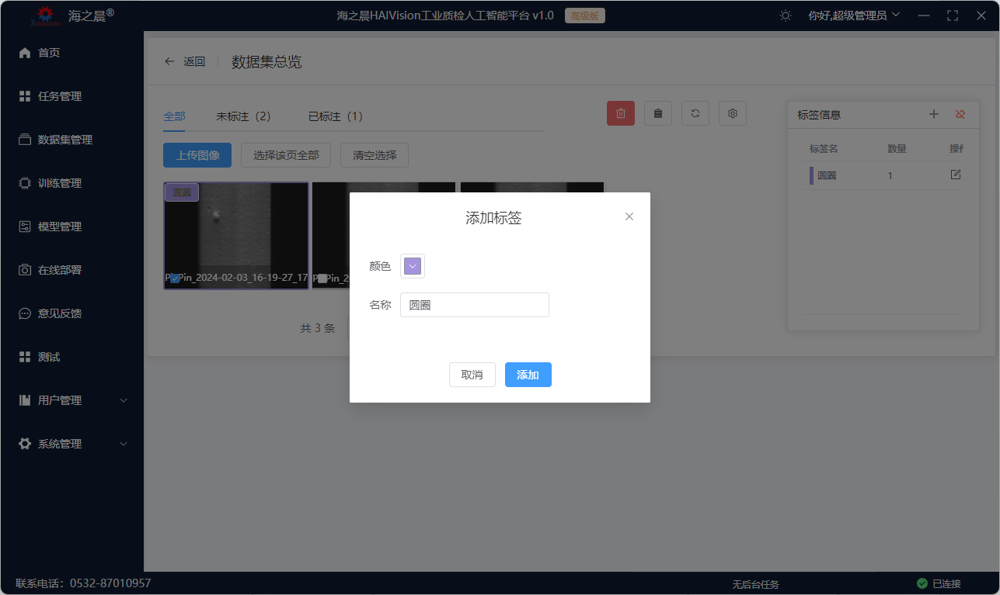 海之晨®
海之晨HAIVision工业质检人工智能平台 v1.0
高级版
你好,超级管理员
首页
任务管理
数据集管理
训练管理
模型管理
在线部署
意见反馈
测试
用户管理
系统管理
返回
数据集总览
全部
未标注（2）
已标注（1）
上传图像
选择该页全部
清空选择
圆圈
Pin_2024-02-03_16-19-27_17
Pin_2
共 3 条
标签信息
标签名
数量
操作
圆圈
1
添加标签
颜色
名称
圆圈
取消
添加
联系电话：0532-87010957
无后台任务
已连接